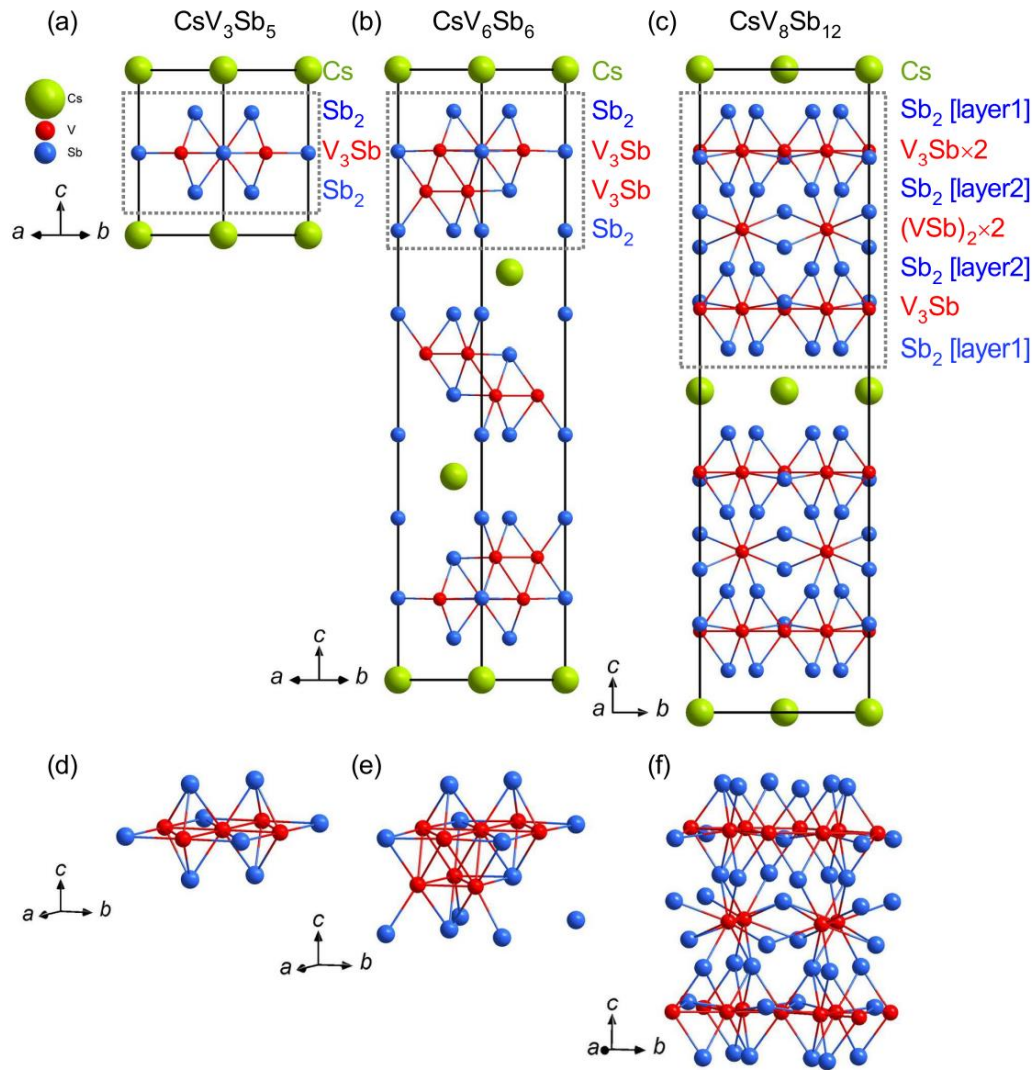 (a) CsV₃Sb₅ (b) CsV₆Sb₆ (c) CsV₈Sb₁₂
Cs
V
Sb
c
a b
Cs
Sb₂
V₃Sb
Sb₂
Cs
Sb₂
V₃Sb
V₃Sb
Sb₂
c
a b
Cs
Sb₂ [layer1]
V₃Sb×2
Sb₂ [layer2]
(VSb)₂×2
Sb₂ [layer2]
V₃Sb
Sb₂ [layer1]
c
a b
(d) (e) (f)
c
a b
c
a b
c
a b